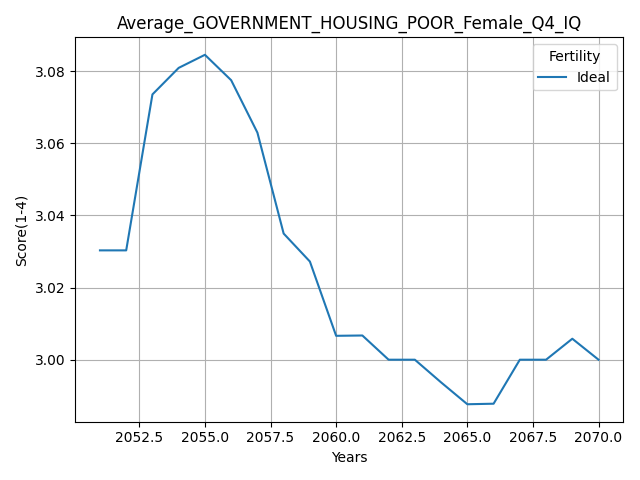 Average_GOVERNMENT_HOUSING_POOR_Female_Q4_IQ
Fertility
Ideal
Score(1-4)
3.08
3.06
3.04
3.02
3.00
2052.5 2055.0 2057.5 2060.0 2062.5 2065.0 2067.5 2070.0
Years